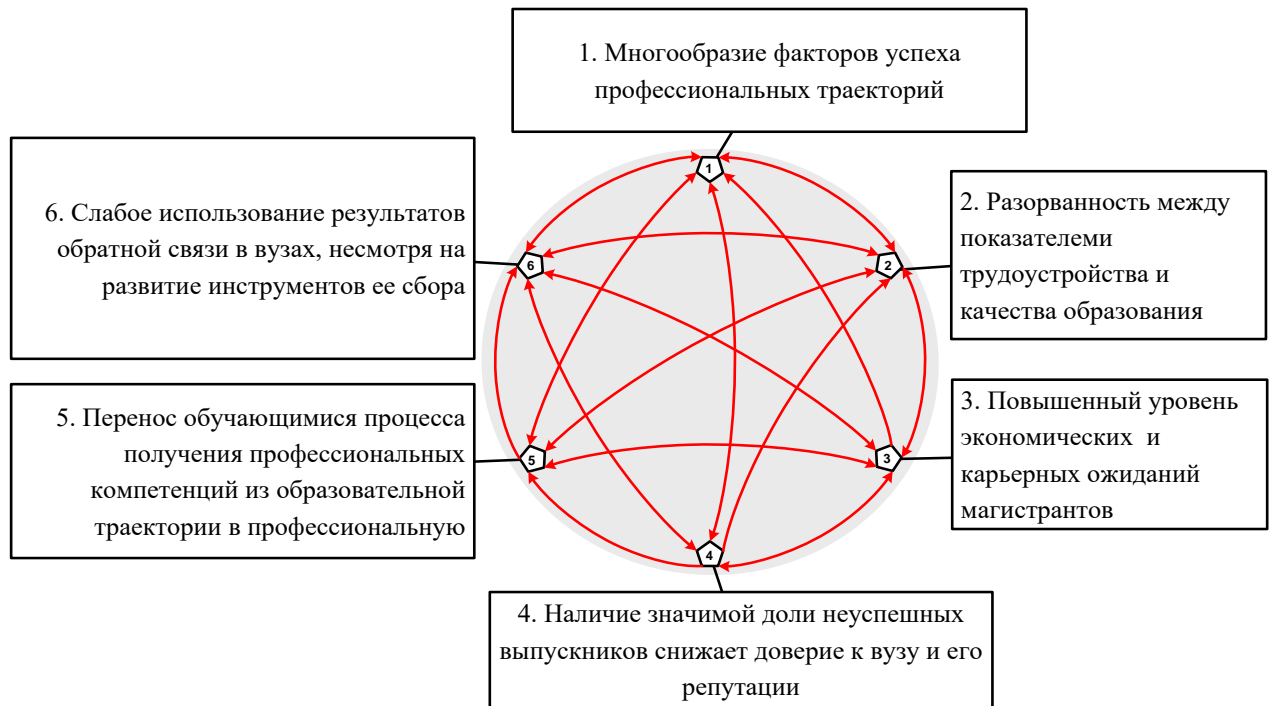 1. Многообразие факторов успеха
профессиональных траекторий
6. Слабое использование результатов
обратной связи в вузах, несмотря на
развитие инструментов ее сбора
2. Разорванность между
показателеми
трудоустройства и
качества образования
5. Перенос обучающимися процесса
получения профессиональных
компетенций из образовательной
траектории в профессиональную
3. Повышенный уровень
экономических и
карьерных ожиданий
магистрантов
4. Наличие значимой доли неуспешных
выпускников снижает доверие к вузу и его
репутации
1
2
3
4
5
6